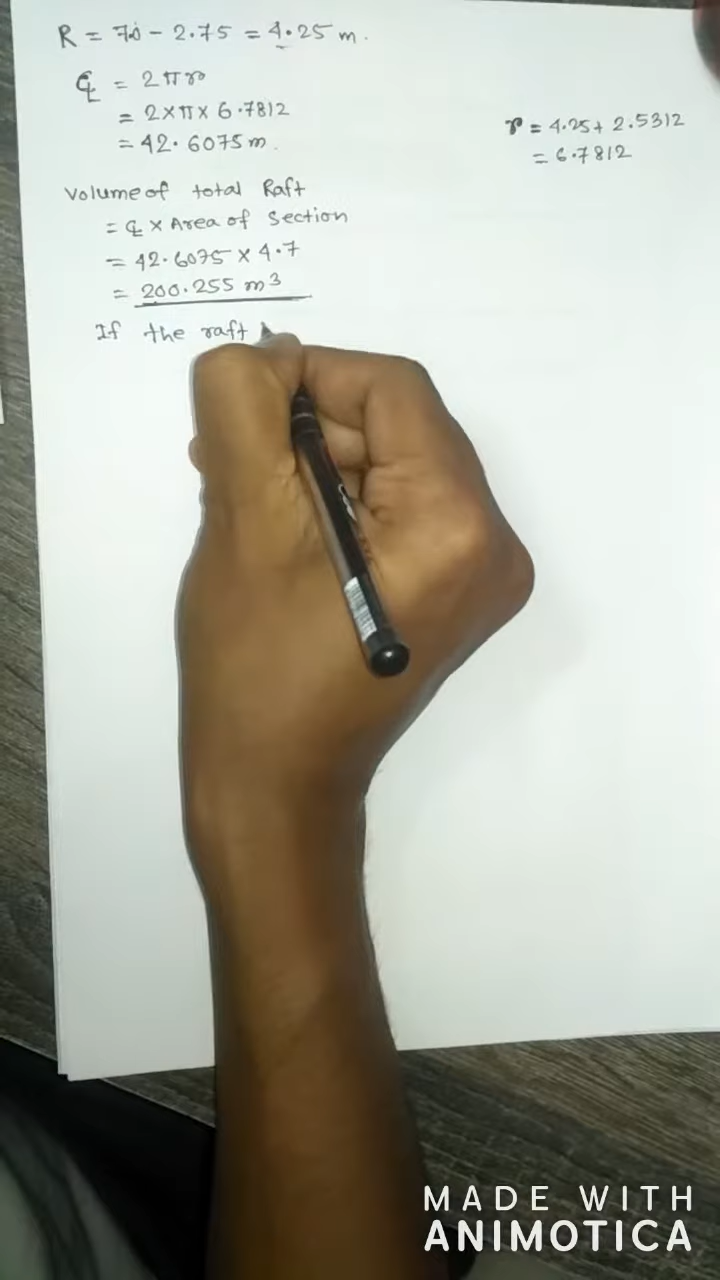 R = 7.0 - 2.75 = 4.25 m.
℄ = 2πr
= 2×π× 6.7812
= 42.6075 m.
r = 4.25 + 2.5312
= 6.7812
Volume of total Raft
= ℄ × Area of Section
= 42.6075 × 4.7
= 200.255 m³
If the raft
MADE WITH
ANIMOTICA